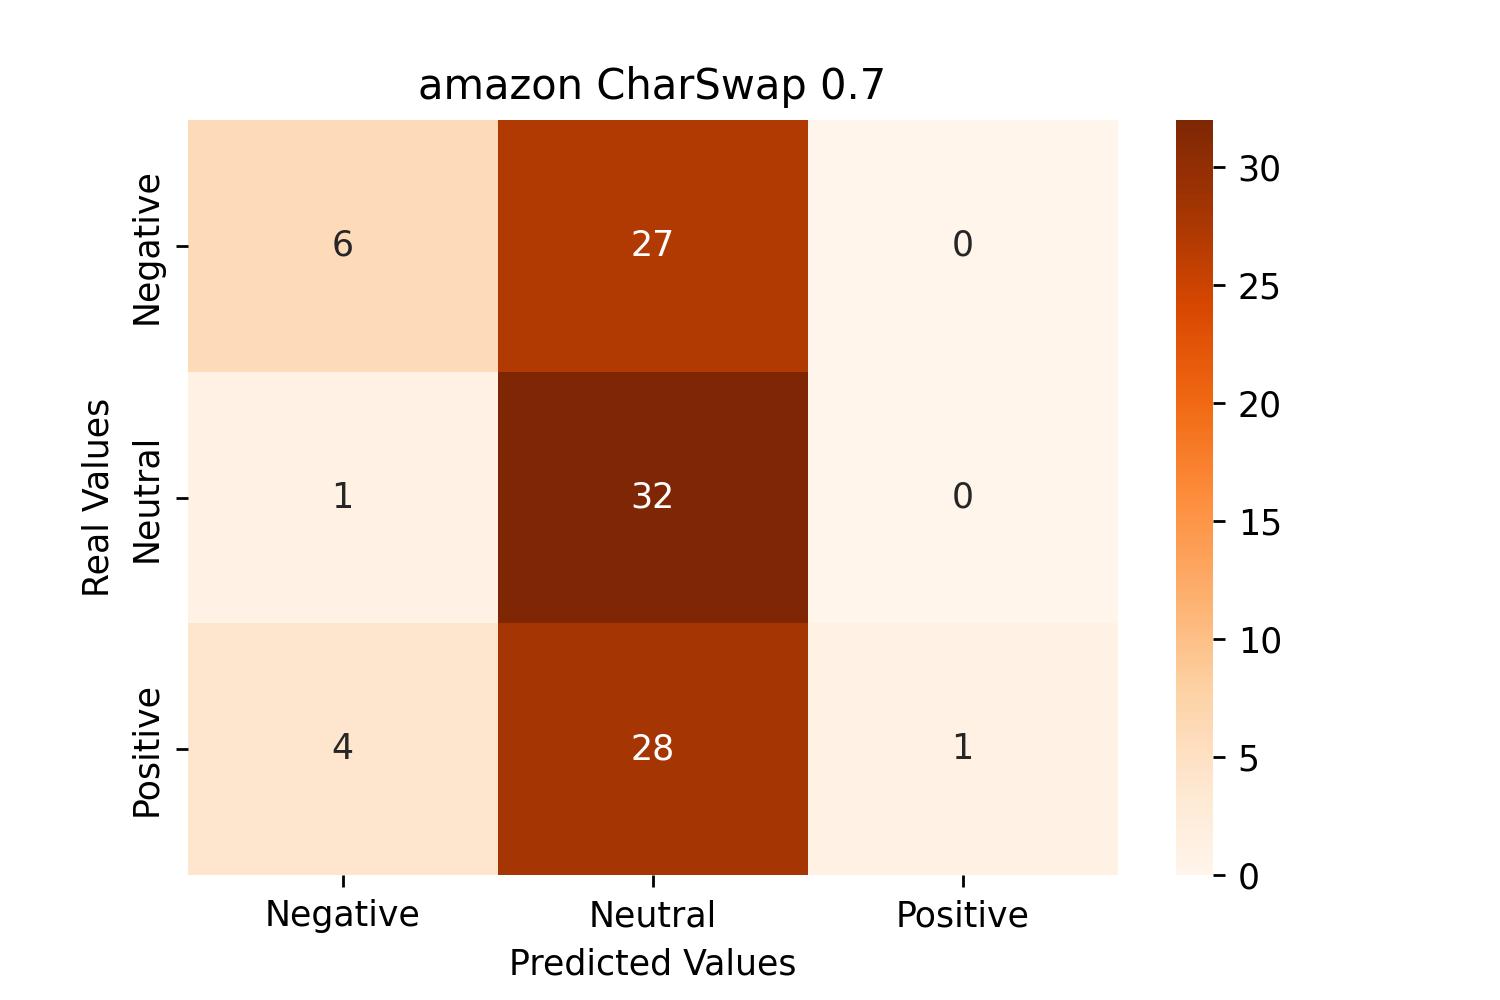 amazon CharSwap 0.7
Real Values
Negative
6 27 0
Neutral
1 32 0
Positive
4 28 1
Negative Neutral Positive
Predicted Values
30
25
20
15
10
5
0